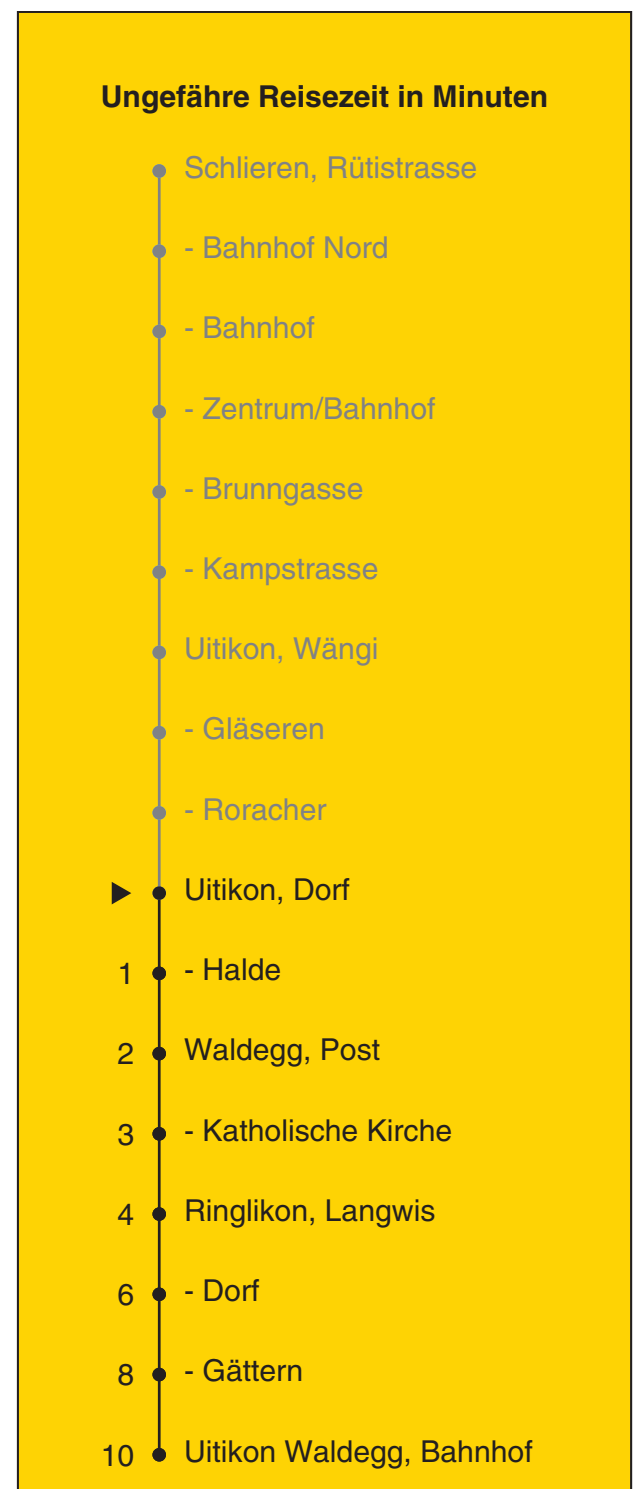 Ungefähre Reisezeit in Minuten
Schlieren, Rütistrasse
- Bahnhof Nord
- Bahnhof
- Zentrum/Bahnhof
- Brunngasse
- Kampstrasse
Uitikon, Wängi
- Gläseren
- Roracher
Uitikon, Dorf
1 - Halde
2 Waldegg, Post
3 - Katholische Kirche
4 Ringlikon, Langwis
6 - Dorf
8 - Gättern
10 Uitikon Waldegg, Bahnhof